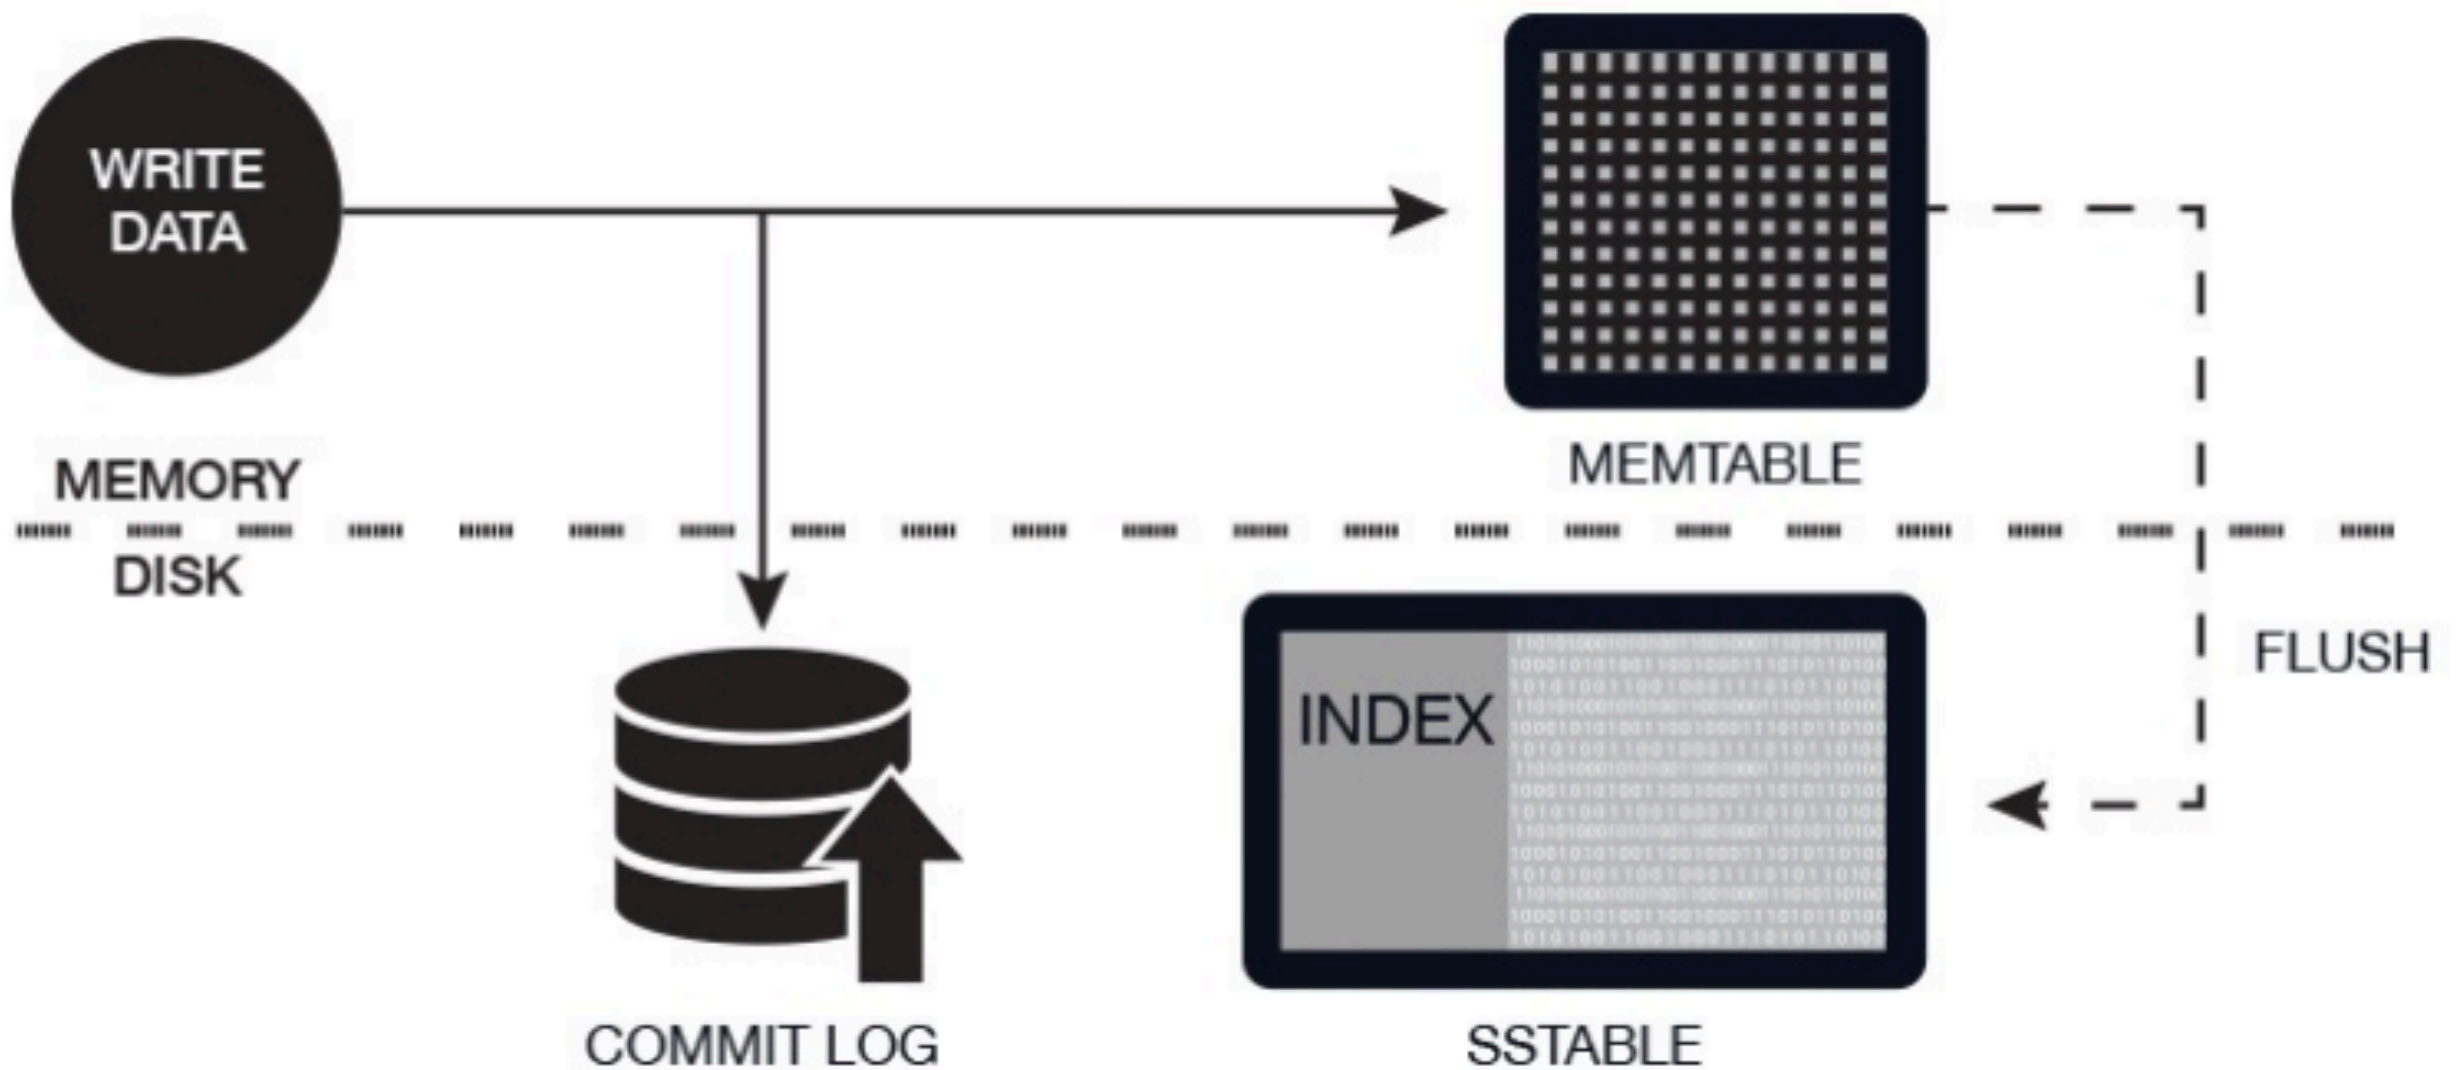 WRITE
DATA
MEMORY
DISK
MEMTABLE
FLUSH
INDEX
COMMIT LOG
SSTABLE